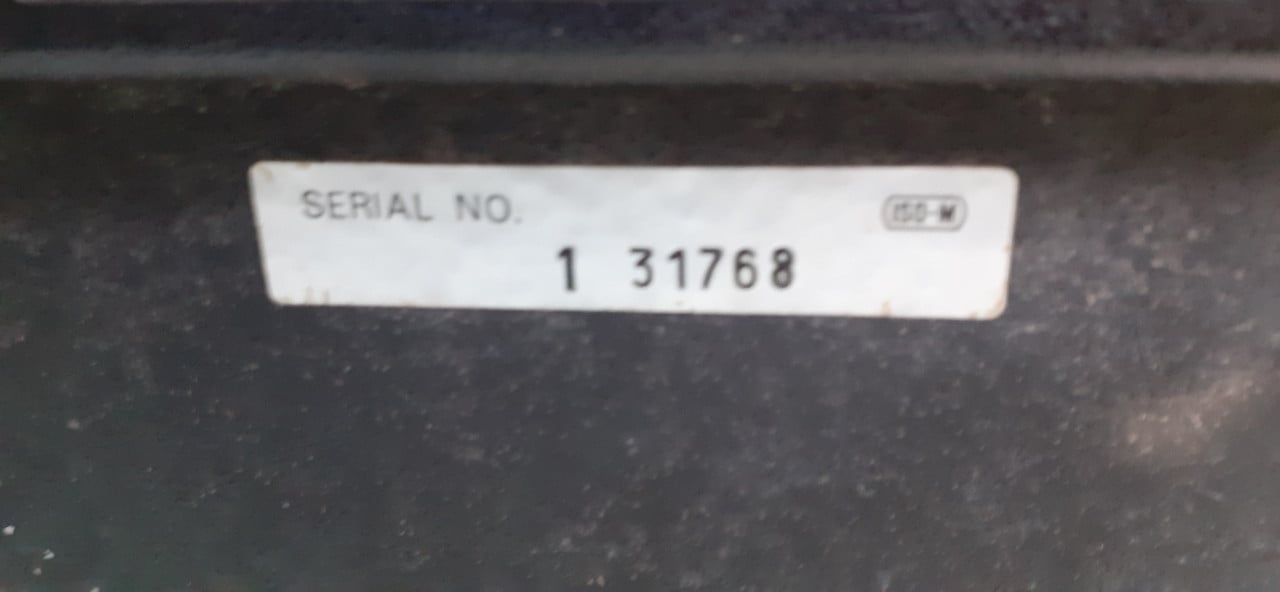 SERIAL NO.
ISO-M
1 31768